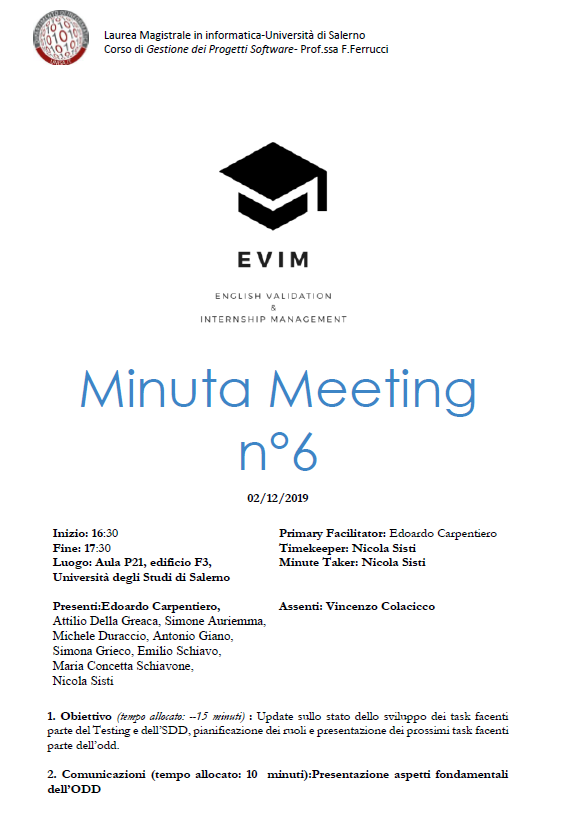 Laurea Magistrale in informatica-Università di Salerno
Corso di Gestione dei Progetti Software- Prof.ssa F.Ferrucci
EVIM
ENGLISH VALIDATION
&
INTERNSHIP MANAGEMENT
Minuta Meeting
n°6
02/12/2019
Inizio: 16:30
Fine: 17:30
Luogo: Aula P21, edificio F3,
Università degli Studi di Salerno
Primary Facilitator: Edoardo Carpentiero
Timekeeper: Nicola Sisti
Minute Taker: Nicola Sisti
Presenti:Edoardo Carpentiero,
Attilio Della Greaca, Simone Auriemma,
Michele Duraccio, Antonio Giano,
Simona Grieco, Emilio Schiavo,
Maria Concetta Schiavone,
Nicola Sisti
Assenti: Vincenzo Colacicco
1. Obiettivo (tempo allocato: --15 minuti) : Update sullo stato dello sviluppo dei task facenti
parte del Testing e dell'SDD, pianificazione dei ruoli e presentazione dei prossimi task facenti
parte dell'odd.
2. Comunicazioni (tempo allocato: 10 minuti):Presentazione aspetti fondamentali
dell'ODD